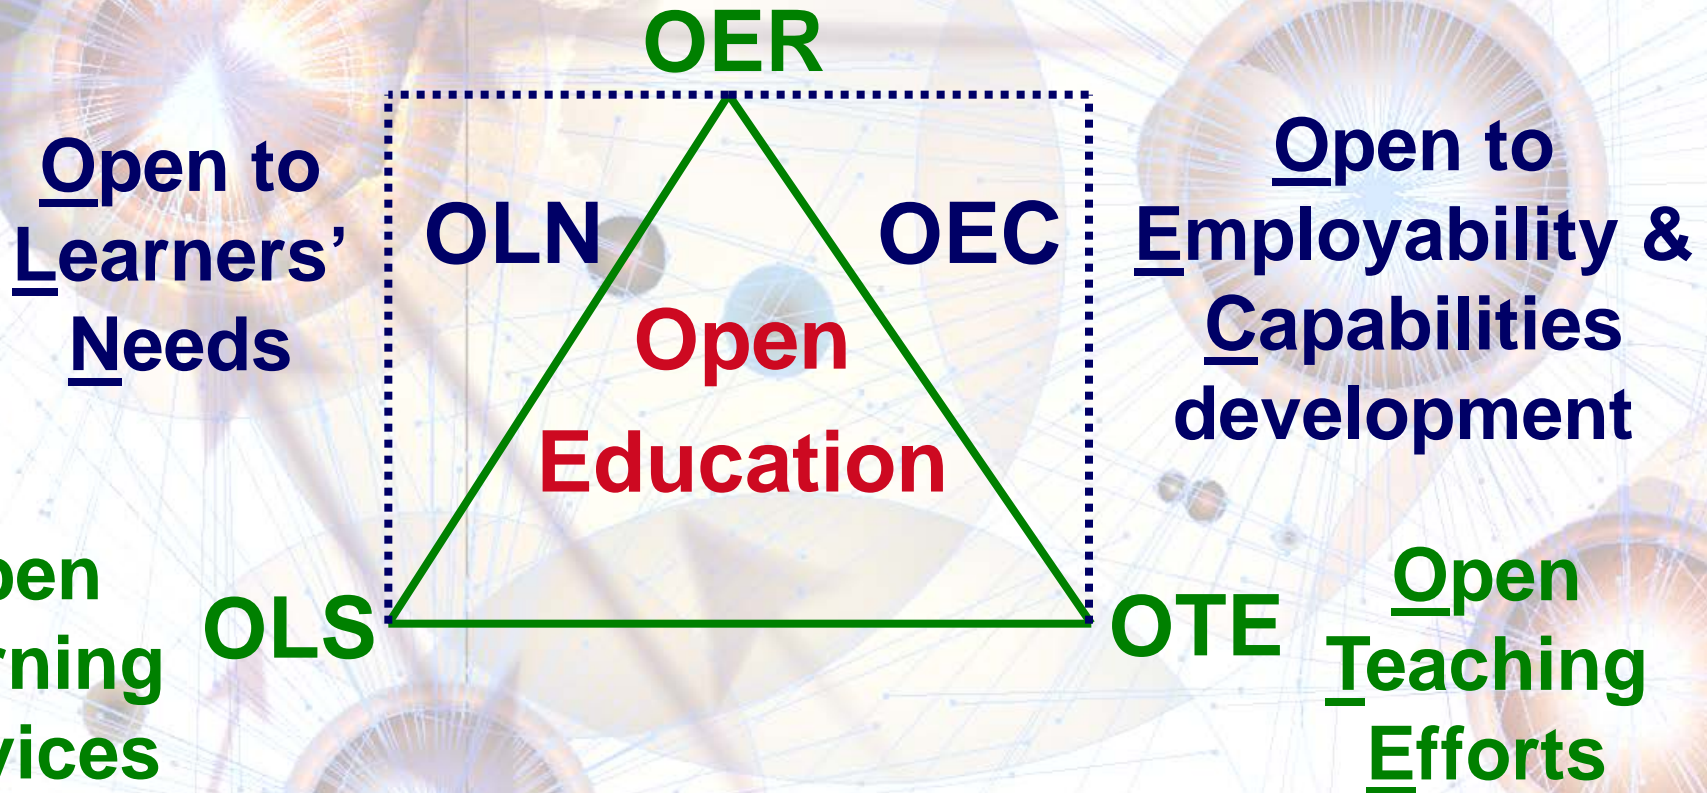 OER
Open to
Learners’
Needs
OLN
OEC
Open to
Employability &
Capabilities
development
Open
Education
OLS
OTE
Open
Teaching
Efforts